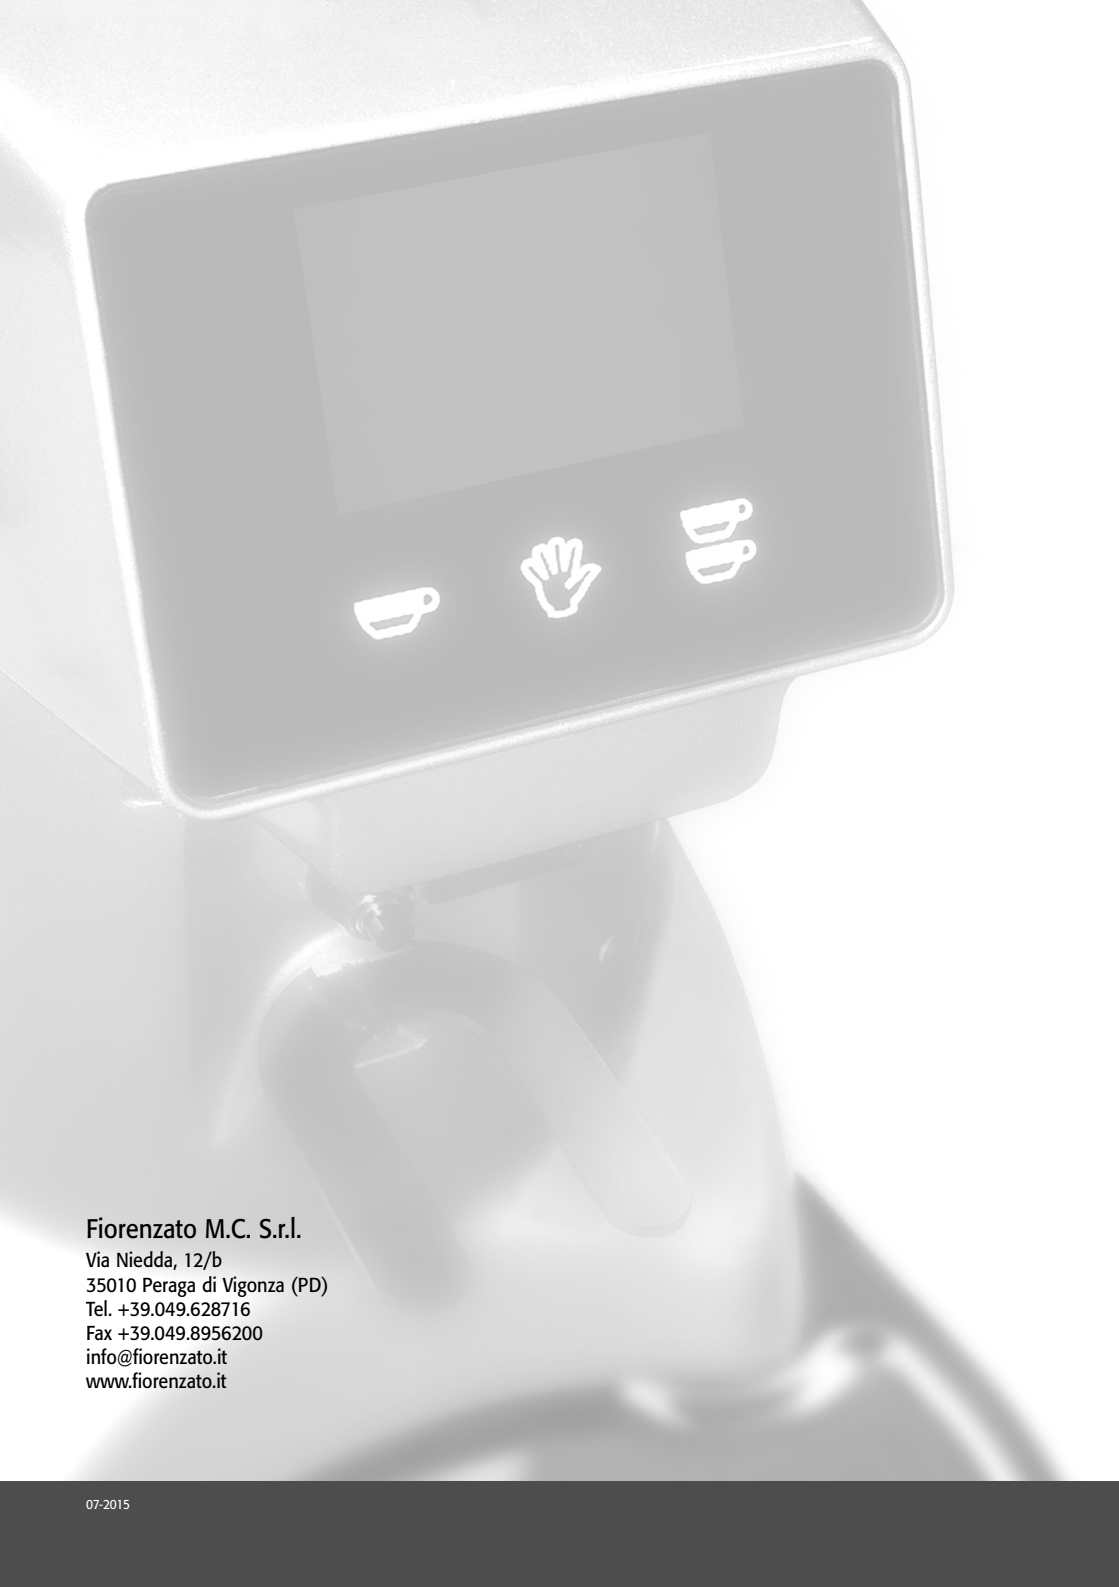 Fiorenzato M.C. S.r.l.
Via Niedda, 12/b
35010 Peraga di Vigonza (PD)
Tel. +39.049.628716
Fax +39.049.8956200
info@fiorenzato.it
www.fiorenzato.it
07-2015